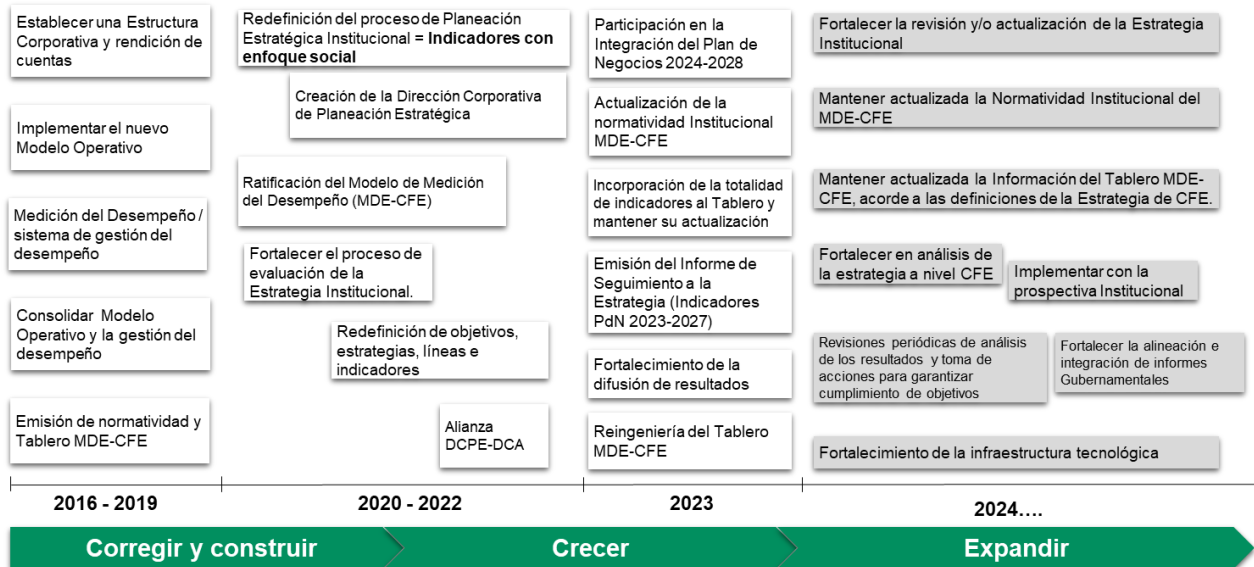 Establecer una Estructura
Corporativa y rendición de
cuentas
Implementar el nuevo
Modelo Operativo
Medición del Desempeño /
sistema de gestión del
desempeño
Consolidar Modelo
Operativo y la gestión del
desempeño
Emisión de normatividad y
Tablero MDE-CFE
Redefinición del proceso de Planeación
Estratégica Institucional = Indicadores con
enfoque social
Creación de la Dirección Corporativa
de Planeación Estratégica
Ratificación del Modelo de Medición
del Desempeño (MDE-CFE)
Fortalecer el proceso de
evaluación de la
Estrategia Institucional.
Redefinición de objetivos,
estrategias, líneas e
indicadores
Alianza
DCPE-DCA
Participación en la
Integración del Plan de
Negocios 2024-2028
Actualización de la
normatividad Institucional
MDE-CFE
Incorporación de la totalidad
de indicadores al Tablero y
mantener su actualización
Emisión del Informe de
Seguimiento a la
Estrategia (Indicadores
PdN 2023-2027)
Fortalecimiento de la
difusión de resultados
Reingeniería del Tablero
MDE-CFE
Fortalecer la revisión y/o actualización de la Estrategia
Institucional
Mantener actualizada la Normatividad Institucional del
MDE-CFE
Mantener actualizada la Información del Tablero MDE-
CFE, acorde a las definiciones de la Estrategia de CFE.
Fortalecer en análisis de
la estrategia a nivel CFE
Implementar con la
prospectiva Institucional
Revisiones periódicas de análisis
de los resultados y toma de
acciones para garantizar
cumplimiento de objetivos
Fortalecer la alineación e
integración de informes
Gubernamentales
Fortalecimiento de la infraestructura tecnológica
2016 - 2019
2020 - 2022
2023
2024....
Corregir y construir
Crecer
Expandir